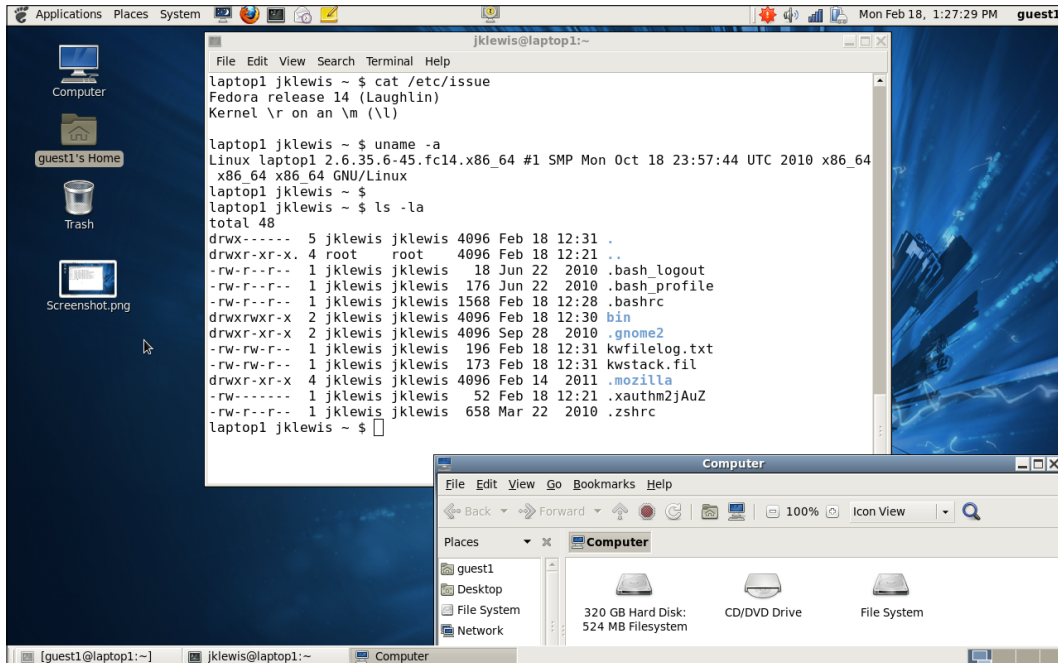 Applications Places System Mon Feb 18, 1:27:29 PM guest1
Computer
guest1's Home
Trash
Screenshot.png
jklewis@laptop1:~
File Edit View Search Terminal Help
laptop1 jklewis ~ $ cat /etc/issue
Fedora release 14 (Laughlin)
Kernel \r on an \m (\l)
laptop1 jklewis ~ $ uname -a
Linux laptop1 2.6.35.6-45.fc14.x86_64 #1 SMP Mon Oct 18 23:57:44 UTC 2010 x86_64
x86_64 x86_64 GNU/Linux
laptop1 jklewis ~ $
laptop1 jklewis ~ $ ls -la
total 48
drwx------ 5 jklewis jklewis 4096 Feb 18 12:31 .
drwxr-xr-x. 4 root root 4096 Feb 18 12:21 ..
-rw-r--r-- 1 jklewis jklewis 18 Jun 22 2010 .bash_logout
-rw-r--r-- 1 jklewis jklewis 176 Jun 22 2010 .bash_profile
-rw-r--r-- 1 jklewis jklewis 1568 Feb 18 12:28 .bashrc
drwxrwxr-x 2 jklewis jklewis 4096 Feb 18 12:30 bin
drwxr-xr-x 2 jklewis jklewis 4096 Sep 28 2010 .gnome2
-rw-rw-r-- 1 jklewis jklewis 196 Feb 18 12:31 kwfilelog.txt
-rw-rw-r-- 1 jklewis jklewis 173 Feb 18 12:31 kwstack.fil
drwxr-xr-x 4 jklewis jklewis 4096 Feb 14 2011 .mozilla
-rw------- 1 jklewis jklewis 52 Feb 18 12:21 .xauthm2jAuZ
-rw-r--r-- 1 jklewis jklewis 658 Mar 22 2010 .zshrc
laptop1 jklewis ~ $
Computer
File Edit View Go Bookmarks Help
Back Forward 100% Icon View
Places Computer
guest1
Desktop
File System
Network
320 GB Hard Disk:
524 MB Filesystem
CD/DVD Drive
File System
[guest1@laptop1:~] jklewis@laptop1:~ Computer